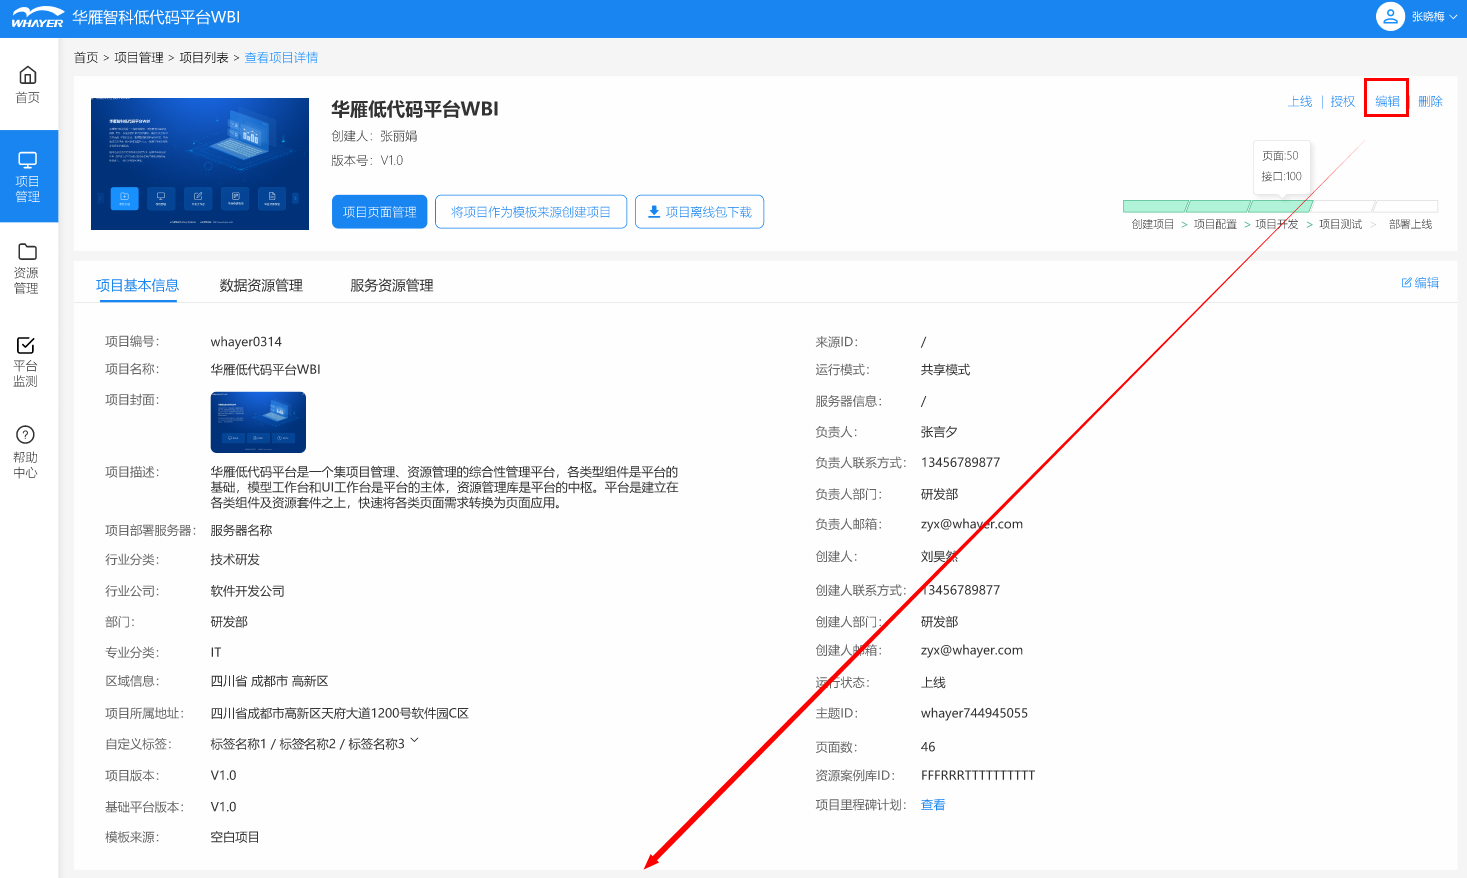 WHAYER 华雁智科低代码平台WBI
张晓梅
首页 > 项目管理 > 项目列表 > 查看项目详情
首页
项目
管理
资源
管理
平台
监测
帮助
中心
华雁低代码平台WBI
创建人：张丽娟
版本号：V1.0
项目页面管理 将项目作为模板来源创建项目 项目离线包下载
上线 | 授权 编辑 删除
页面:50
接口:100
创建项目 > 项目配置 > 项目开发 > 项目测试 > 部署上线
项目基本信息 数据资源管理 服务资源管理
编辑
项目编号： whayer0314
项目名称： 华雁低代码平台WBI
项目封面：
项目描述： 华雁低代码平台是一个集项目管理、资源管理的综合性管理平台，各类型组件是平台的
基础，模型工作台和UI工作台是平台的主体，资源管理库是平台的中枢。平台是建立在
各类组件及资源套件之上，快速将各类页面需求转换为页面应用。
项目部署服务器： 服务器名称
行业分类： 技术研发
行业公司： 软件开发公司
部门： 研发部
专业分类： IT
区域信息： 四川省 成都市 高新区
项目所属地址： 四川省成都市高新区天府大道1200号软件园C区
自定义标签： 标签名称1 / 标签名称2 / 标签名称3
项目版本： V1.0
基础平台版本： V1.0
模板来源： 空白项目
来源ID： /
运行模式： 共享模式
服务器信息： /
负责人： 张言夕
负责人联系方式： 13456789877
负责人部门： 研发部
负责人邮箱： zyx@whayer.com
创建人： 刘昊然
创建人联系方式： 13456789877
创建人部门： 研发部
创建人邮箱： zyx@whayer.com
运行状态： 上线
主题ID： whayer744945055
页面数： 46
资源案例库ID： FFFRRRTTTTTTTTTT
项目里程碑计划： 查看